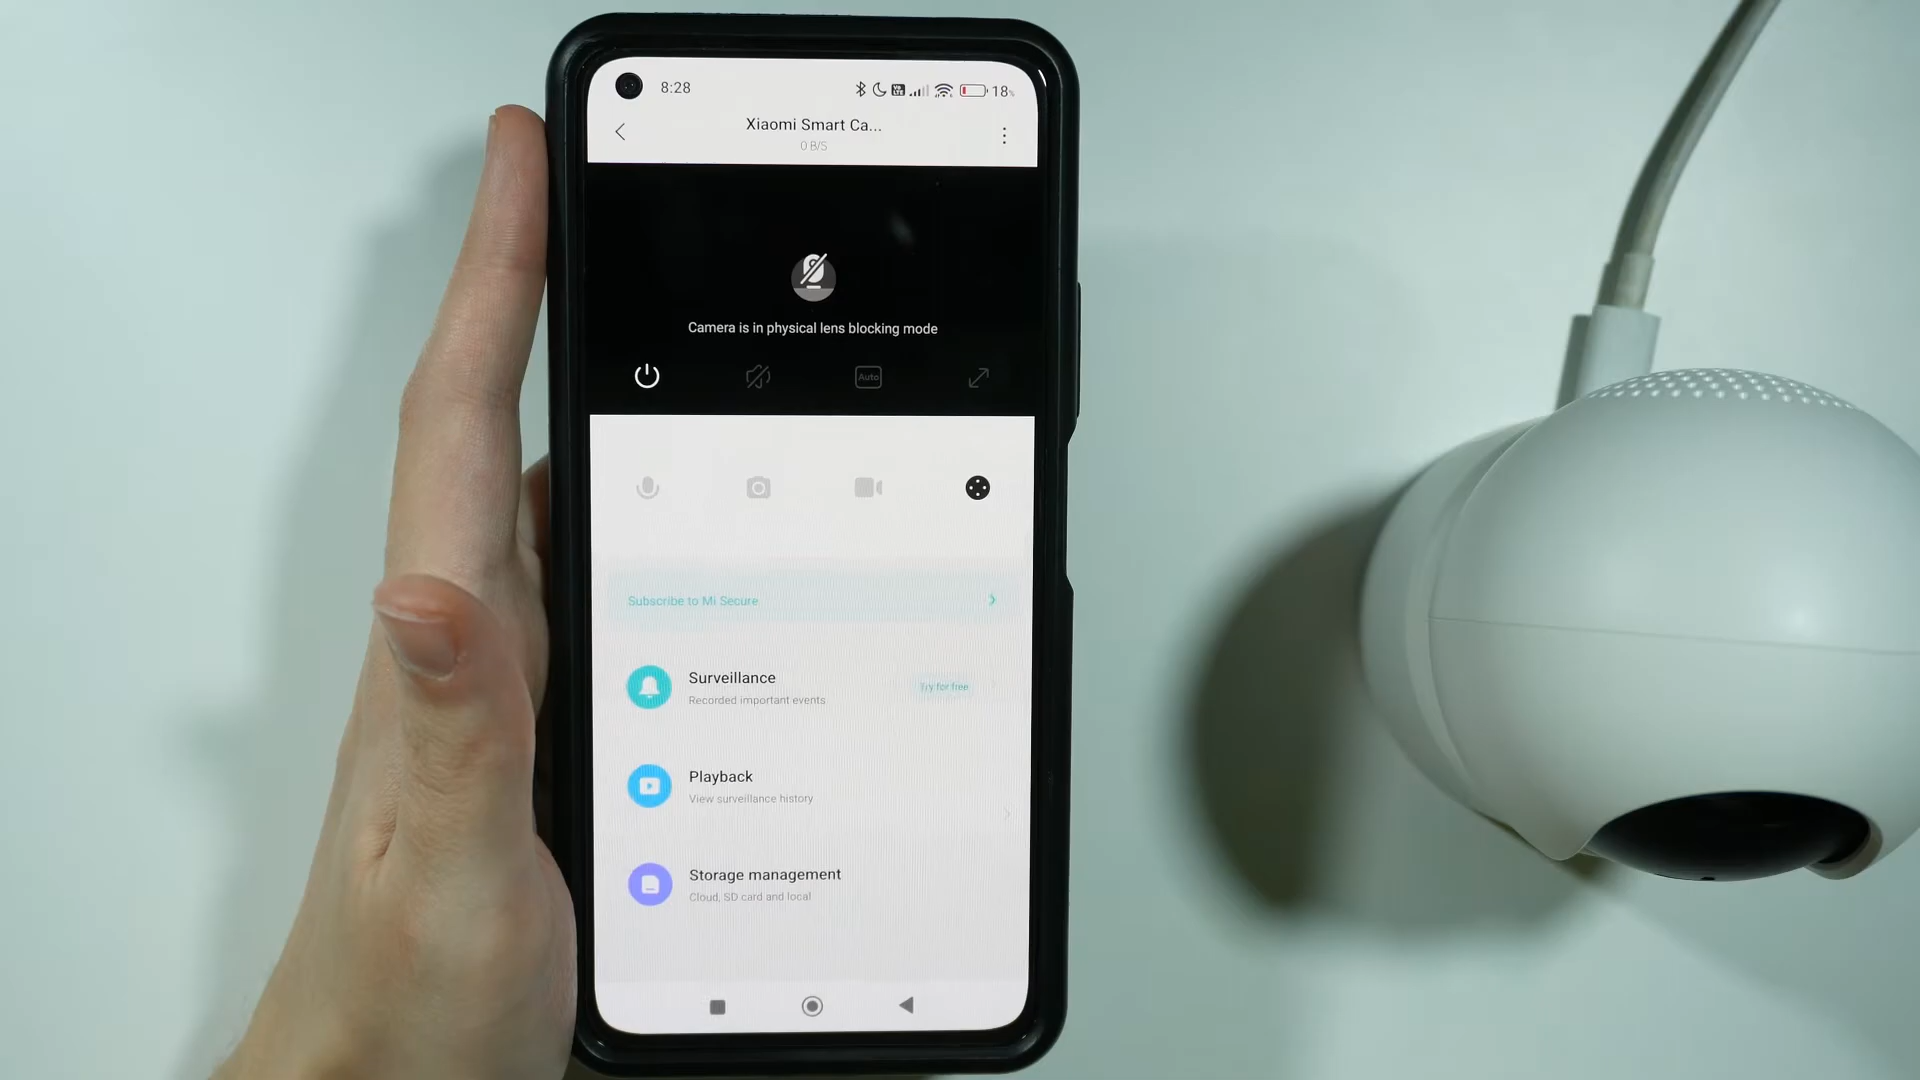 8:28
18%
Xiaomi Smart Ca...
0 B/S
Camera is in physical lens blocking mode
Auto
Subscribe to Mi Secure
Surveillance
Try for free
Recorded important events
Playback
View surveillance history
Storage management
Cloud, SD card and local